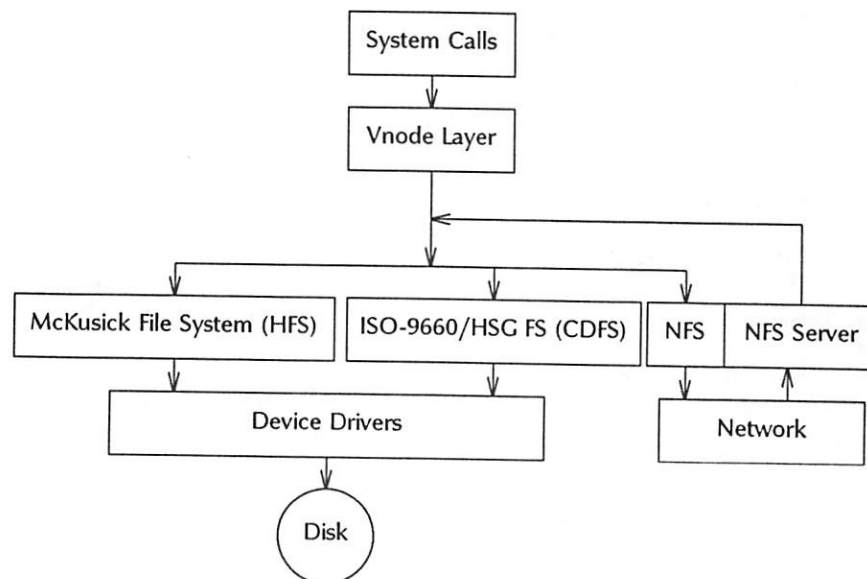 System Calls
Vnode Layer
McKusick File System (HFS)
ISO-9660/HSG FS (CDFS)
NFS
NFS Server
Device Drivers
Network
Disk